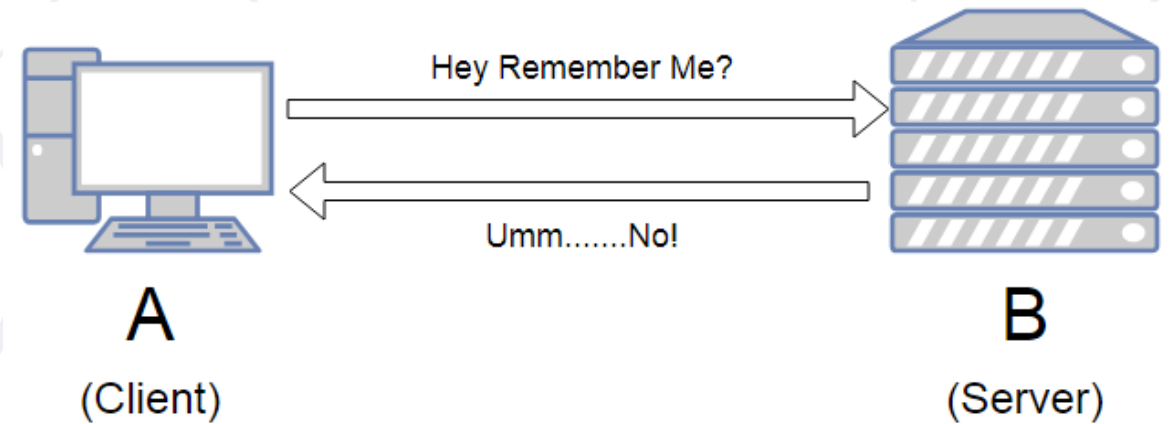 Hey Remember Me?
Umm.......No!
A
B
(Client)
(Server)